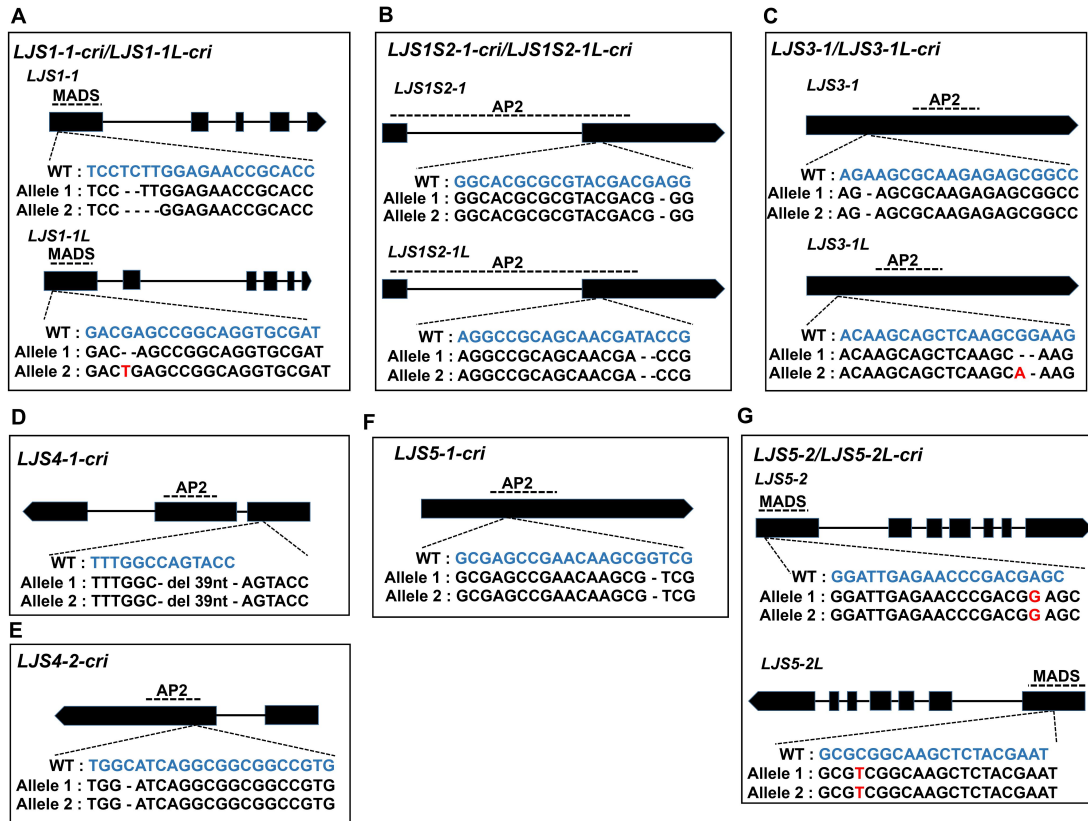 A
LJS1-1-cri/LJS1-1L-cri
LJS1-1
MADS
WT : TCCTCTTGGAGAACCGCACC
Allele 1 : TCC - -TTGGAGAACCGCACC
Allele 2 : TCC - - - -GGAGAACCGCACC
LJS1-1L
MADS
WT : GACGAGCCGGCAGGTGCGAT
Allele 1 : GAC- -AGCCGGCAGGTGCGAT
Allele 2 : GACTGAGCCGGCAGGTGCGAT
B
LJS1S2-1-cri/LJS1S2-1L-cri
LJS1S2-1
AP2
WT : GGCACGCGCGTACGACGAGG
Allele 1 : GGCACGCGCGTACGACG - GG
Allele 2 : GGCACGCGCGTACGACG - GG
LJS1S2-1L
AP2
WT : AGGCCGCAGCAACGATACCG
Allele 1 : AGGCCGCAGCAACGA - -CCG
Allele 2 : AGGCCGCAGCAACGA - -CCG
C
LJS3-1/LJS3-1L-cri
LJS3-1
AP2
WT : AGAAGCGCAAGAGAGCGGCC
Allele 1 : AG- AGCGCAAGAGAGCGGCC
Allele 2 : AG- AGCGCAAGAGAGCGGCC
LJS3-1L
AP2
WT : ACAAGCAGCTCAAGCGGAAG
Allele 1 : ACAAGCAGCTCAAGC - -AAG
Allele 2 : ACAAGCAGCTCAAGCA - AAG
D
LJS4-1-cri
AP2
WT : TTTGGCCAGTACC
Allele 1 : TTTGGC- del 39nt - AGTACC
Allele 2 : TTTGGC- del 39nt - AGTACC
E
LJS4-2-cri
AP2
WT : TGGCATCAGGCGGCGGCCGTG
Allele 1 : TGG - ATCAGGCGGCGGCCGTG
Allele 2 : TGG - ATCAGGCGGCGGCCGTG
F
LJS5-1-cri
AP2
WT : GCGAGCCGAACAAGCGGTCG
Allele 1 : GCGAGCCGAACAAGCG - TCG
Allele 2 : GCGAGCCGAACAAGCG - TCG
G
LJS5-2/LJS5-2L-cri
LJS5-2
MADS
WT : GGATTGAGAACCCGACGAGC
Allele 1 : GGATTGAGAACCCGACGG AGC
Allele 2 : GGATTGAGAACCCGACGG AGC
LJS5-2L
MADS
WT : GCGCGGCAAGCTCTACGAAT
Allele 1 : GCGTCGGCAAGCTCTACGAAT
Allele 2 : GCGTCGGCAAGCTCTACGAAT